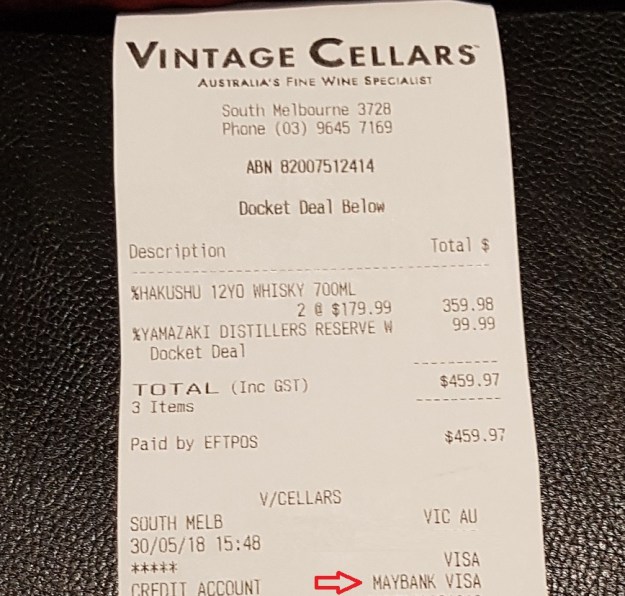 VINTAGE CELLARS™
AUSTRALIA'S FINE WINE SPECIALIST
South Melbourne 3728
Phone (03) 9645 7169
ABN 82007512414
Docket Deal Below
Description Total $
%HAKUSHU 12YO WHISKY 700ML
2 @ $179.99 359.98
%YAMAZAKI DISTILLERS RESERVE W 99.99
Docket Deal
TOTAL (Inc GST) $459.97
3 Items
Paid by EFTPOS $459.97
V/CELLARS
SOUTH MELB VIC AU
30/05/18 15:48
***** VISA
CREDIT ACCOUNT MAYBANK VISA